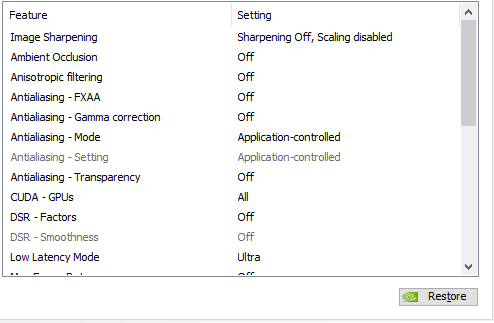 Feature Setting
Image Sharpening Sharpening Off, Scaling disabled
Ambient Occlusion Off
Anisotropic filtering Off
Antialiasing - FXAA Off
Antialiasing - Gamma correction Off
Antialiasing - Mode Application-controlled
Antialiasing - Setting Application-controlled
Antialiasing - Transparency Off
CUDA - GPUs All
DSR - Factors Off
DSR - Smoothness Off
Low Latency Mode Ultra
Off
Restore